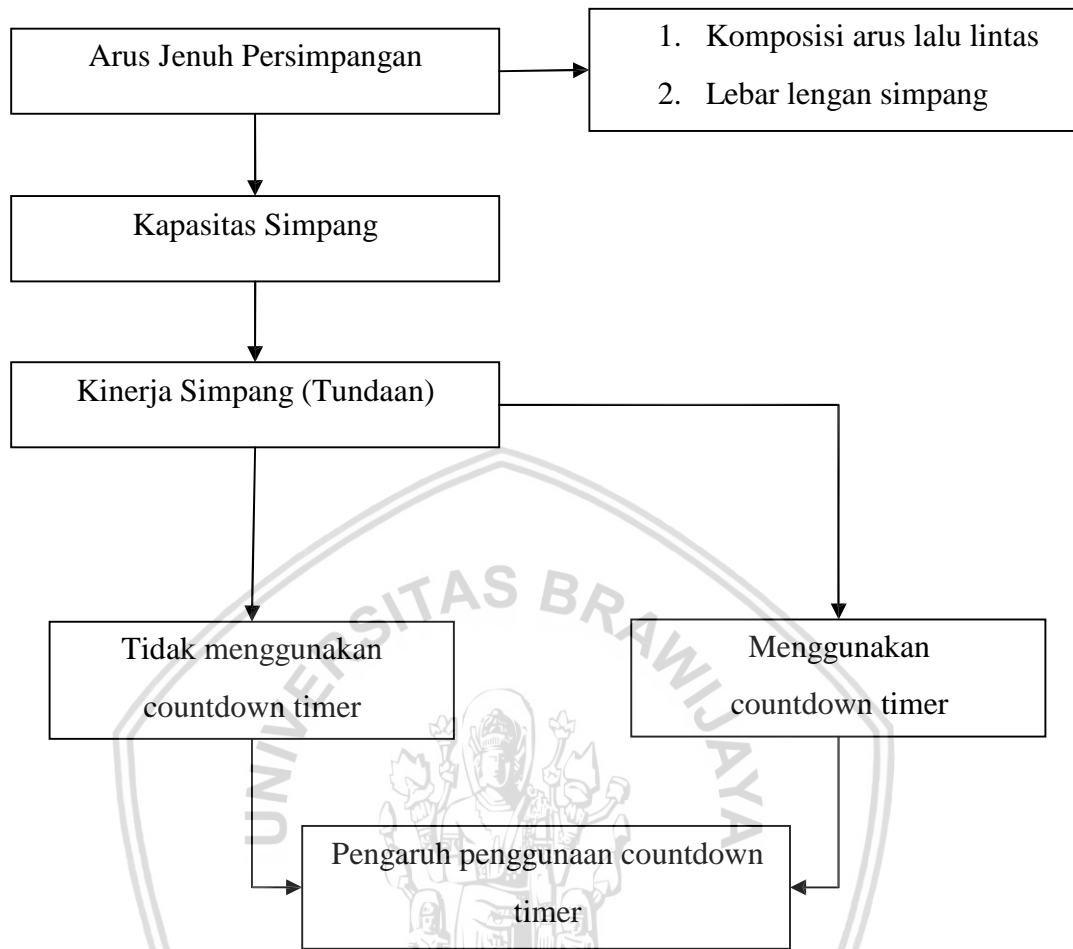 Arus Jenuh Persimpangan
1. Komposisi arus lalu lintas
2. Lebar lengan simpang
Kapasitas Simpang
Kinerja Simpang (Tundaan)
UNIVERSITAS BRAWIJAYA
Tidak menggunakan
countdown timer
Menggunakan
countdown timer
Pengaruh penggunaan countdown
timer